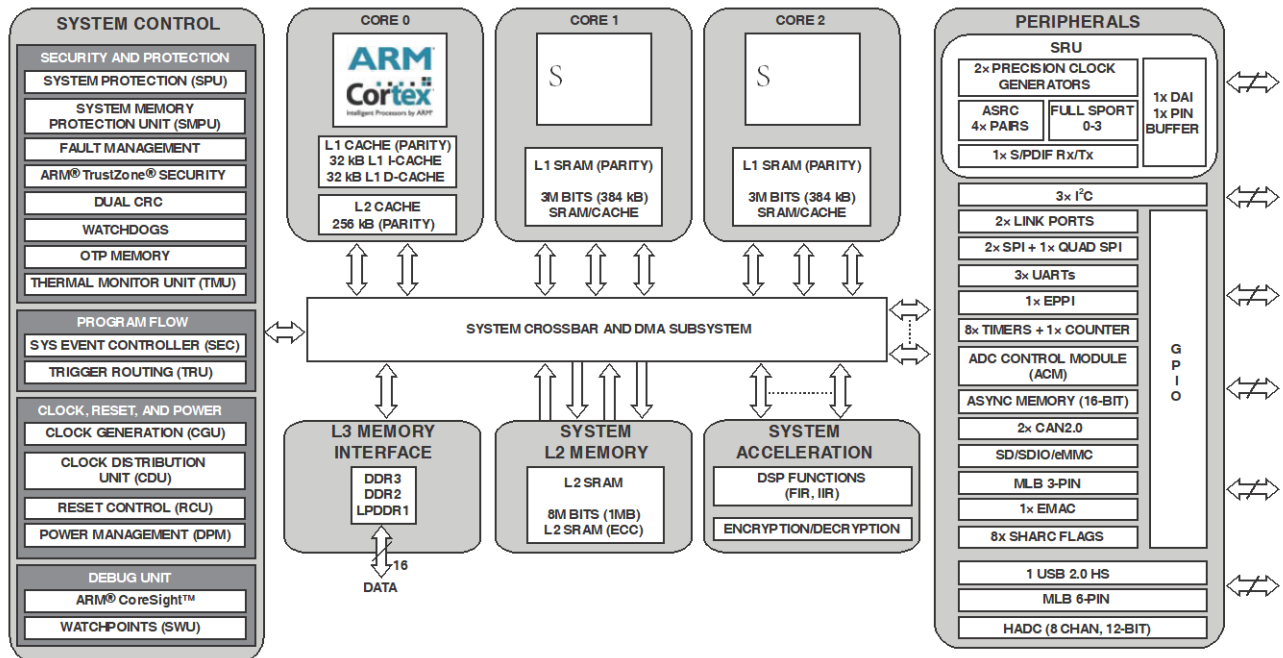 SYSTEM CONTROL
SECURITY AND PROTECTION
SYSTEM PROTECTION (SPU)
SYSTEM MEMORY
PROTECTION UNIT (SMPU)
FAULT MANAGEMENT
ARM® TrustZone® SECURITY
DUAL CRC
WATCHDOGS
OTP MEMORY
THERMAL MONITOR UNIT (TMU)
PROGRAM FLOW
SYS EVENT CONTROLLER (SEC)
TRIGGER ROUTING (TRU)
CLOCK, RESET, AND POWER
CLOCK GENERATION (CGU)
CLOCK DISTRIBUTION
UNIT (CDU)
RESET CONTROL (RCU)
POWER MANAGEMENT (DPM)
DEBUG UNIT
ARM® CoreSight™
WATCHPOINTS (SWU)
CORE 0
ARM
Cortex
Intelligent Processors by ARM®
L1 CACHE (PARITY)
32 kB L1 I-CACHE
32 kB L1 D-CACHE
L2 CACHE
256 kB (PARITY)
CORE 1
S
L1 SRAM (PARITY)
3M BITS (384 kB)
SRAM/CACHE
CORE 2
S
L1 SRAM (PARITY)
3M BITS (384 kB)
SRAM/CACHE
SYSTEM CROSSBAR AND DMA SUBSYSTEM
L3 MEMORY
INTERFACE
DDR3
DDR2
LPDDR1
16
DATA
SYSTEM
L2 MEMORY
L2 SRAM
8M BITS (1MB)
L2 SRAM (ECC)
SYSTEM
ACCELERATION
DSP FUNCTIONS
(FIR, IIR)
ENCRYPTION/DECRYPTION
PERIPHERALS
SRU
2× PRECISION CLOCK
GENERATORS
ASRC
4× PAIRS
FULL SPORT
0-3
1× S/PDIF Rx/Tx
1x DAI
1x PIN
BUFFER
3× I²C
2× LINK PORTS
2× SPI + 1× QUAD SPI
3× UARTs
1× EPPI
8× TIMERS + 1× COUNTER
ADC CONTROL MODULE
(ACM)
ASYNC MEMORY (16-BIT)
2× CAN2.0
SD/SDIO/eMMC
MLB 3-PIN
1× EMAC
8× SHARC FLAGS
G
P
I
O
1 USB 2.0 HS
MLB 6-PIN
HADC (8 CHAN, 12-BIT)